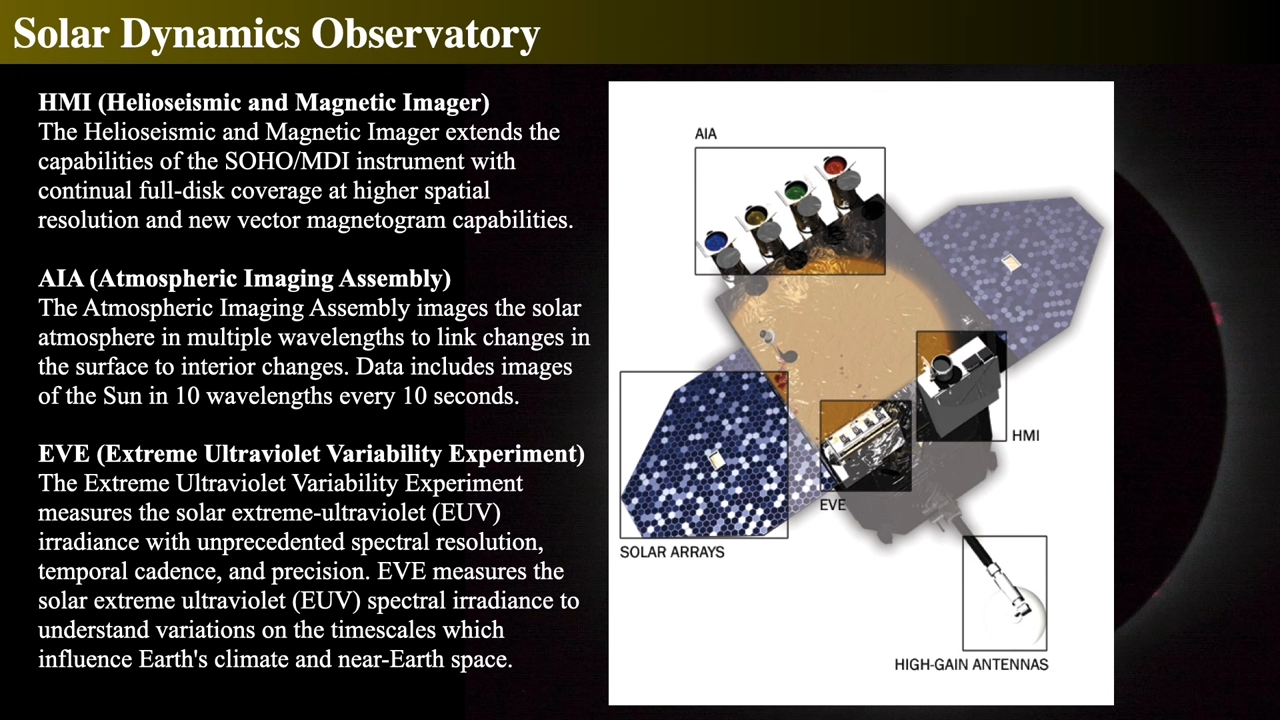 Solar Dynamics Observatory
HMI (Helioseismic and Magnetic Imager)
The Helioseismic and Magnetic Imager extends the
capabilities of the SOHO/MDI instrument with
continual full-disk coverage at higher spatial
resolution and new vector magnetogram capabilities.
AIA (Atmospheric Imaging Assembly)
The Atmospheric Imaging Assembly images the solar
atmosphere in multiple wavelengths to link changes in
the surface to interior changes. Data includes images
of the Sun in 10 wavelengths every 10 seconds.
EVE (Extreme Ultraviolet Variability Experiment)
The Extreme Ultraviolet Variability Experiment
measures the solar extreme-ultraviolet (EUV)
irradiance with unprecedented spectral resolution,
temporal cadence, and precision. EVE measures the
solar extreme ultraviolet (EUV) spectral irradiance to
understand variations on the timescales which
influence Earth's climate and near-Earth space.
AIA
HMI
EVE
SOLAR ARRAYS
HIGH-GAIN ANTENNAS